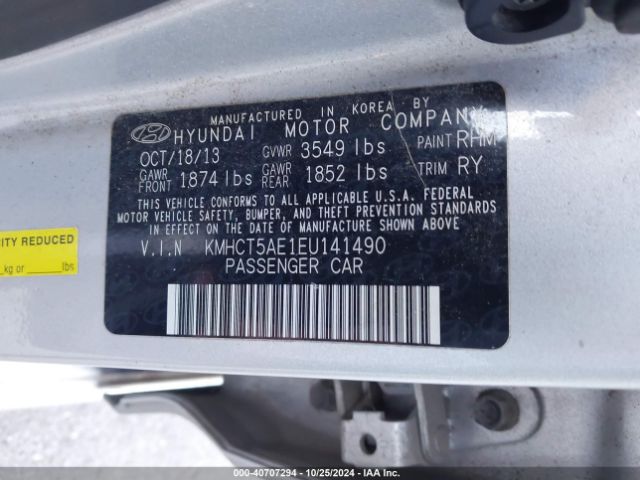 MANUFACTURED IN KOREA BY
HYUNDAI MOTOR COMPANY
OCT/18/13 GVWR 3549 lbs PAINT RHM
GAWR FRONT 1874 lbs GAWR REAR 1852 lbs TRIM RY
THIS VEHICLE CONFORMS TO ALL APPLICABLE U.S.A. FEDERAL
MOTOR VEHICLE SAFETY, BUMPER, AND THEFT PREVENTION STANDARDS
IN EFFECT ON THE DATE OF MANUFACTURE SHOWN ABOVE
V.I.N KMHCT5AE1EU141490
PASSENGER CAR
CITY REDUCED
kg or lbs
000-40707294 - 10/25/2024 - IAA Inc.